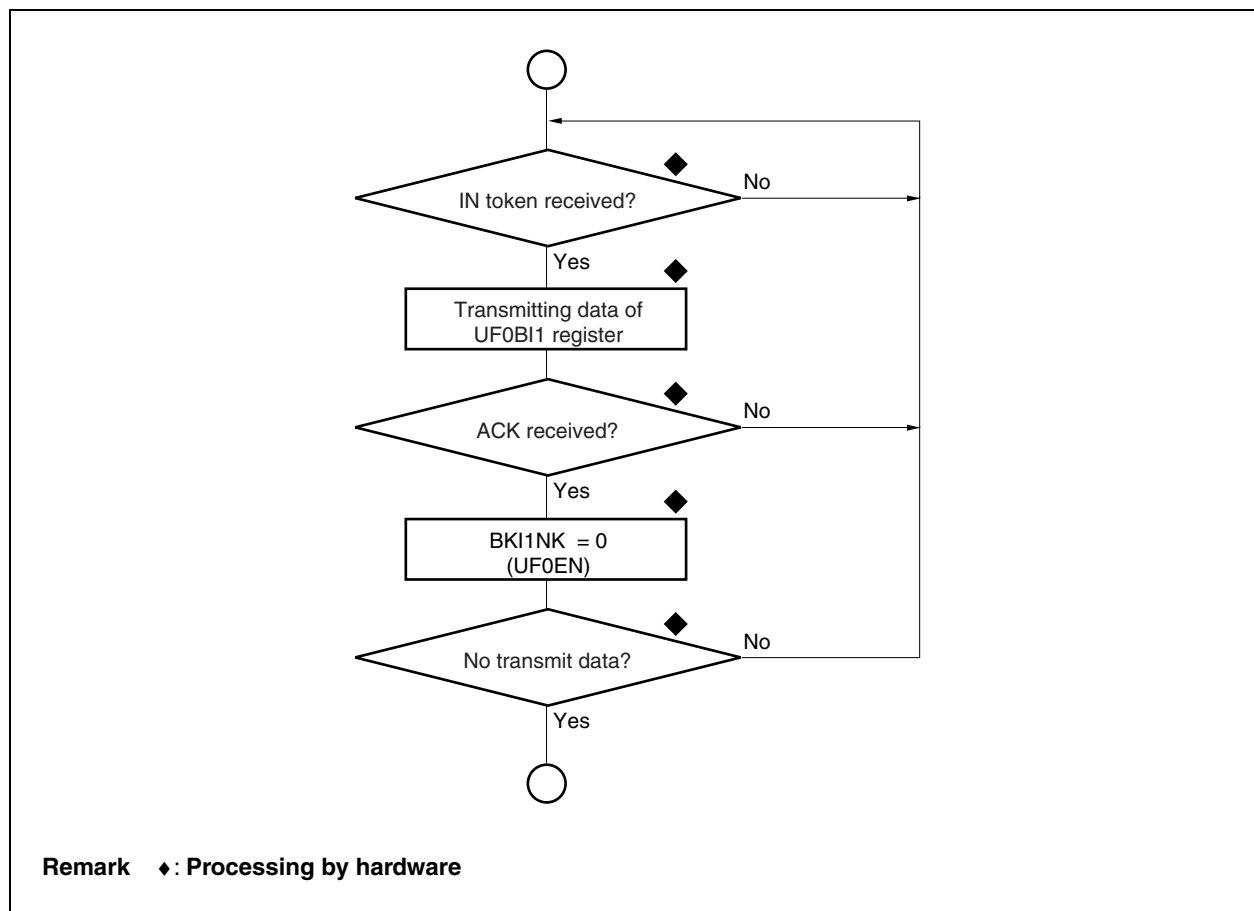 IN token received?
No
Yes
Transmitting data of
UF0BI1 register
ACK received?
No
Yes
BKI1NK = 0
(UF0EN)
No transmit data?
No
Yes
Remark ♦: Processing by hardware